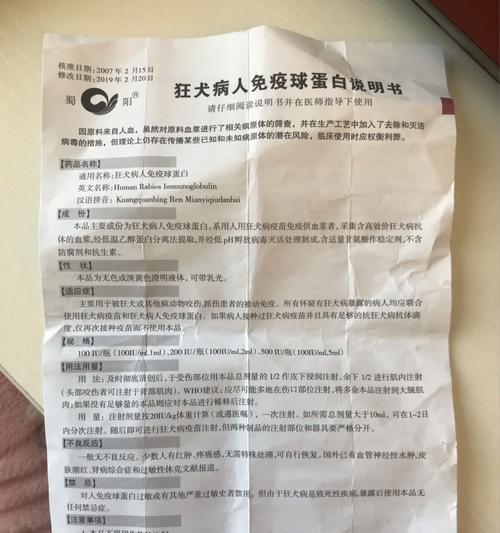 核准日期:2007 年 2 月 15日
修改日期:2019 年 2 月 20日
蜀 阳®
狂犬病人免疫球蛋白说明书
请仔细阅读说明书并在医师指导下使用
因原料来自人血,虽然对原料血浆进行了相关病原体的筛查,并在生产工艺中加入了去除和灭活
病毒的措施,但理论上仍存在传播某些已知和未知病原体的潜在风险,临床使用时应权衡利弊。
【药品名称】
通用名称:狂犬病人免疫球蛋白
英文名称:Human Rabies Immunoglobulin
汉语拼音:Kuangquanbing Ren Mianyiqiudanbai
【成 份】
本品主要成份为狂犬病人免疫球蛋白,系用人用狂犬病疫苗免疫供血浆者,采集含高效价狂犬病抗
体的血浆,经低温乙醇蛋白分离法提取,并经低 pH孵放病毒灭活处理制成,含适量甘氨酸作稳定剂,不含
防腐剂和抗生素。
【性 状】
本品为无色或淡黄色澄明液体,可带乳光。
【适应症】
主要用于被狂犬或其他疯动物咬伤、抓伤患者的被动免疫。所有怀疑有狂犬病暴露的病人均应联合
使用狂犬病疫苗和狂犬病人免疫球蛋白。如果病人接种过狂犬病疫苗并且具有足够的抗狂犬病抗体滴
度,仅再次接种疫苗而不使用本品。
【规 格】
100 IU/瓶(100IU/ml,1ml),200 IU/瓶(100IU/ml,2ml),500 IU/瓶(100IU/ml,5ml)
【用法用量】
用 法:及时彻底清创后,于受伤部位用本品总剂量的 1/2 作皮下浸润注射,余下 1/2 进行肌内注射
(头部咬伤者可注射于背部肌肉)。WHO建议:应尽可能多地在伤口部位注射,将多余本品注射到大腿肌
肉;如果没有足够量的本品则应对本品进行稀释后注射。
用 量:注射剂量按20IU/kg体重计算(或遵医嘱),一次注射。如所需总剂量大于10ml,可在1~2日
内分次注射。随后即可进行狂犬病疫苗注射,但两种制品的注射部位和器具要严格分开。
【不良反应】
一般无不良反应。少数人有红肿、疼痛感,无需特殊处理,可自行恢复。国外已有血管神经性水肿、皮
肤潮红、肾病综合症和过敏性休克文献报道。
【禁 忌】
对人免疫球蛋白过敏或有其他严重过敏史者禁用。但由于狂犬病是致死性疾病,暴露后使用本品无
任何禁忌症。
【注意事项】